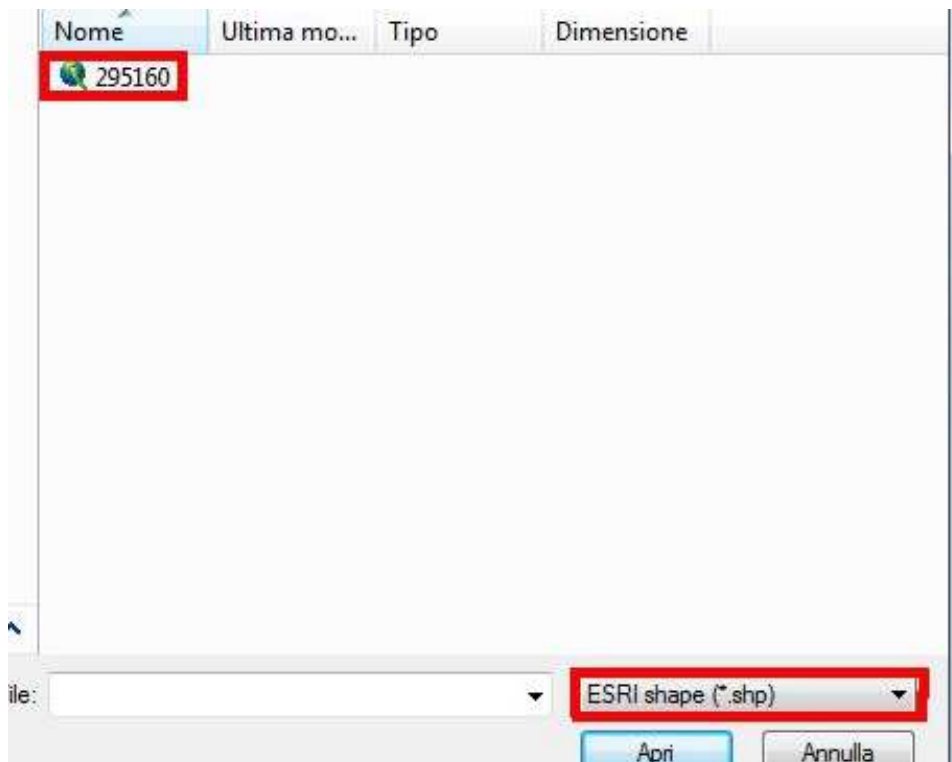 Nome Ultima mo... Tipo Dimensione
295160
ile: ESRI shape (*.shp)
Apri Annulla